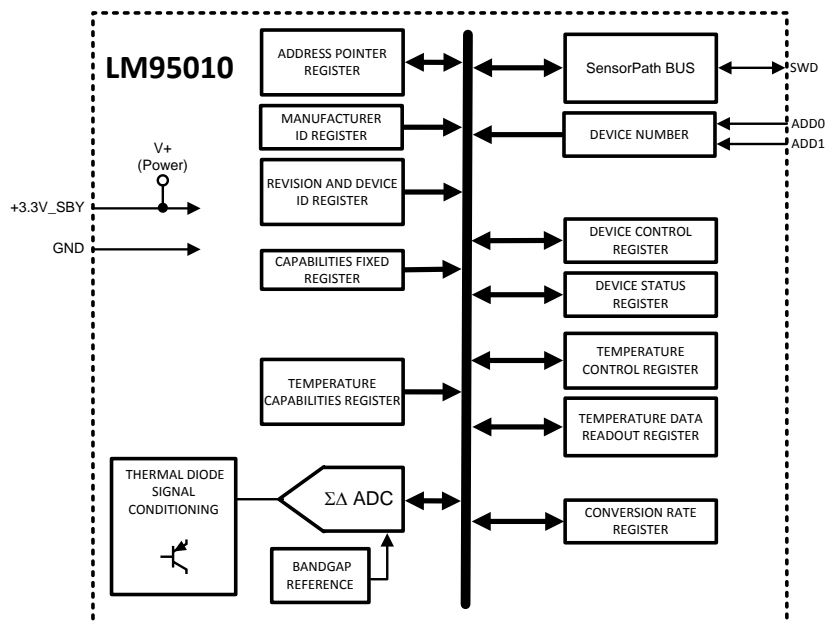 LM95010
ADDRESS POINTER
REGISTER
SensorPath BUS
SWD
MANUFACTURER
ID REGISTER
DEVICE NUMBER
ADD0
ADD1
V+
(Power)
REVISION AND DEVICE
ID REGISTER
+3.3V_SBY
GND
CAPABILITIES FIXED
REGISTER
DEVICE CONTROL
REGISTER
DEVICE STATUS
REGISTER
TEMPERATURE
CONTROL REGISTER
TEMPERATURE
CAPABILITIES REGISTER
TEMPERATURE DATA
READOUT REGISTER
THERMAL DIODE
SIGNAL
CONDITIONING
ΣΔ ADC
CONVERSION RATE
REGISTER
BANDGAP
REFERENCE